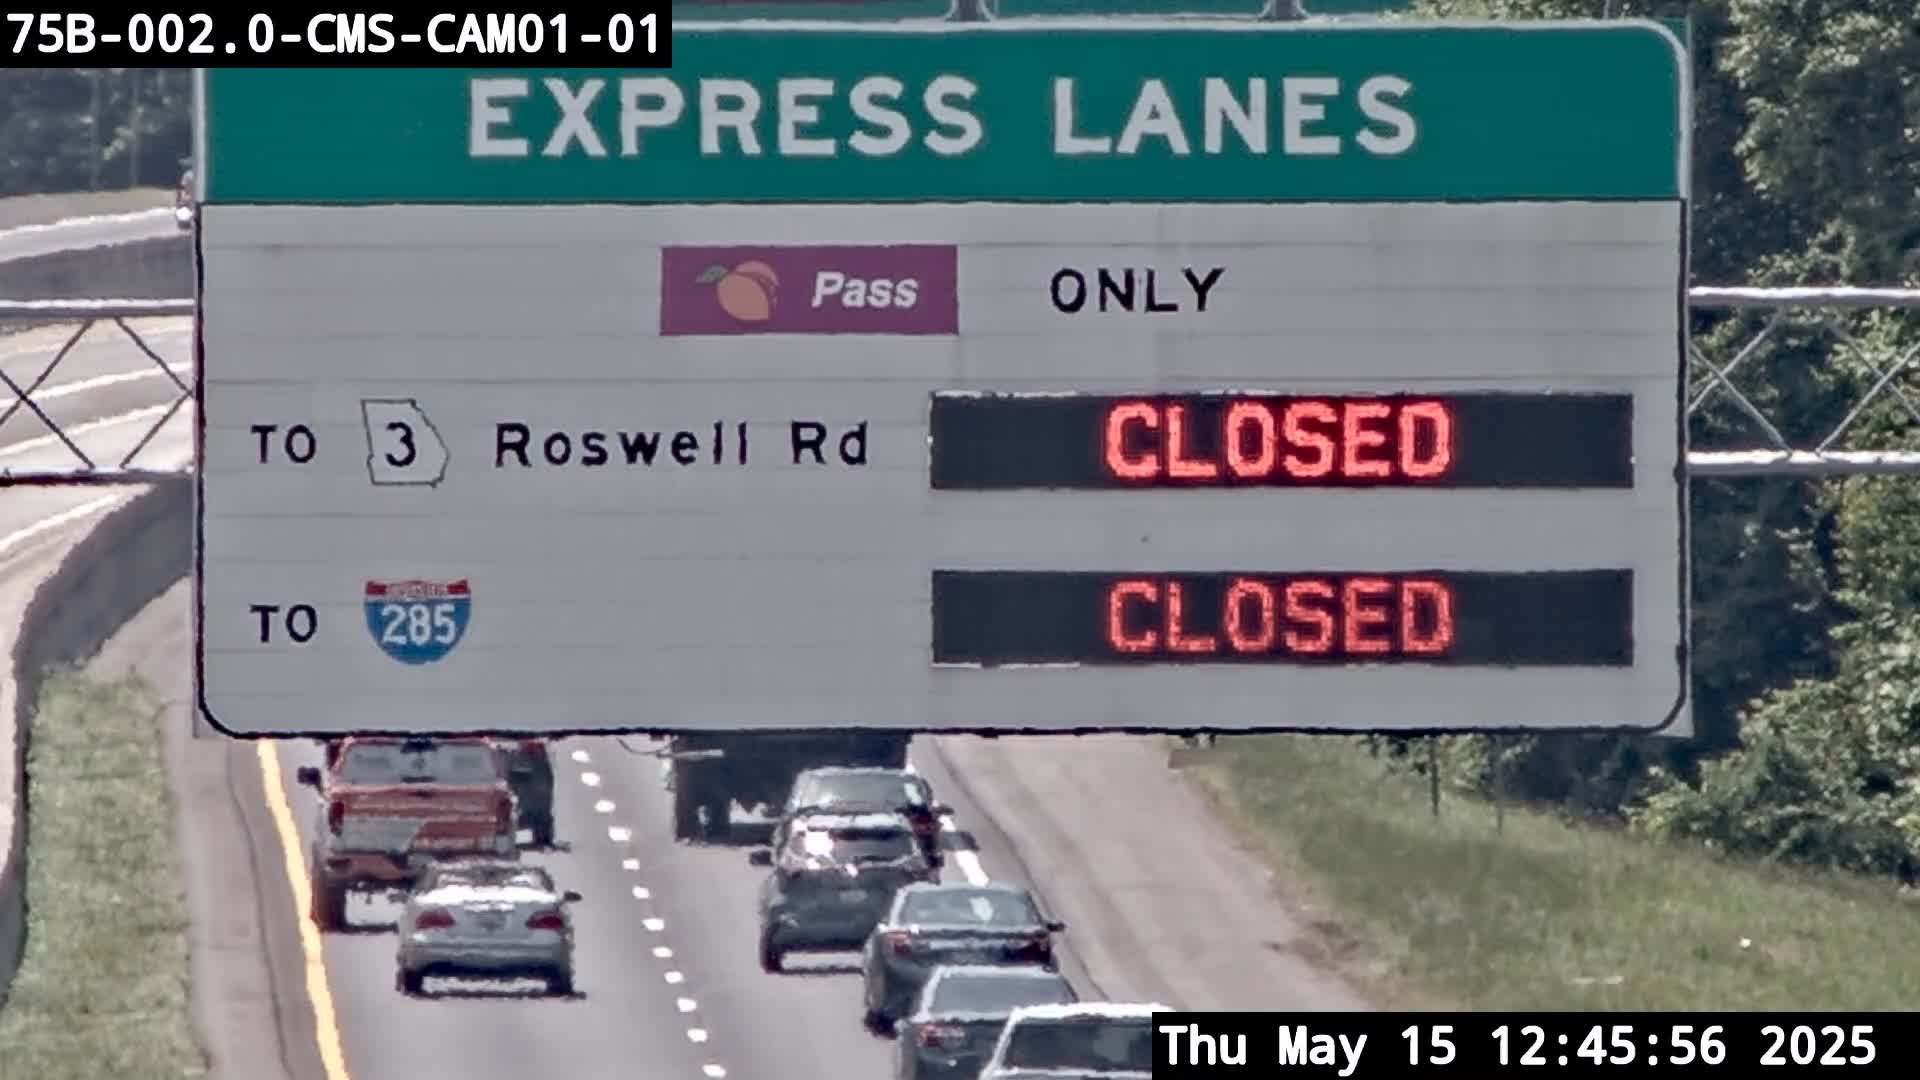 75B-002.0-CMS-CAM01-01
EXPRESS LANES
Pass ONLY
TO 3 Roswell Rd CLOSED
TO 285 CLOSED
Thu May 15 12:45:56 2025